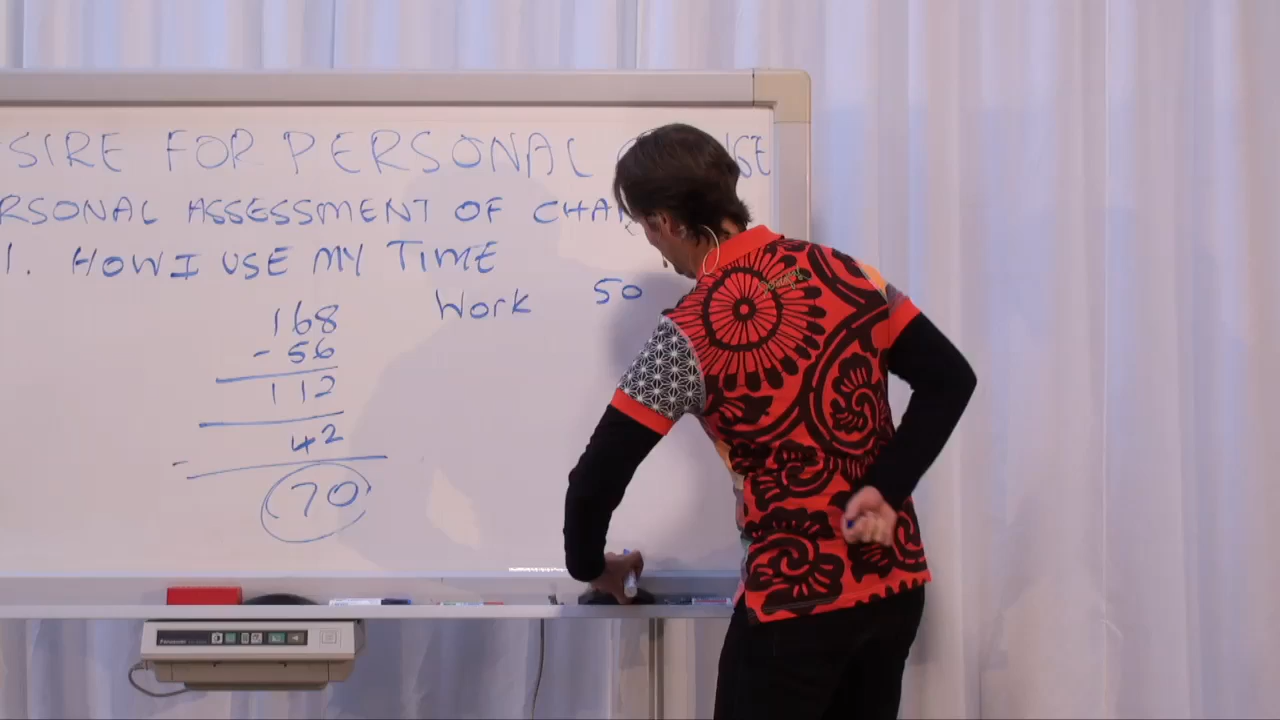 SIRE FOR PERSONAL
RSONAL ASSESSMENT OF CHA
1. HOW I USE MY TIME
Work 50
168
- 56
112
42
70
Panasonic